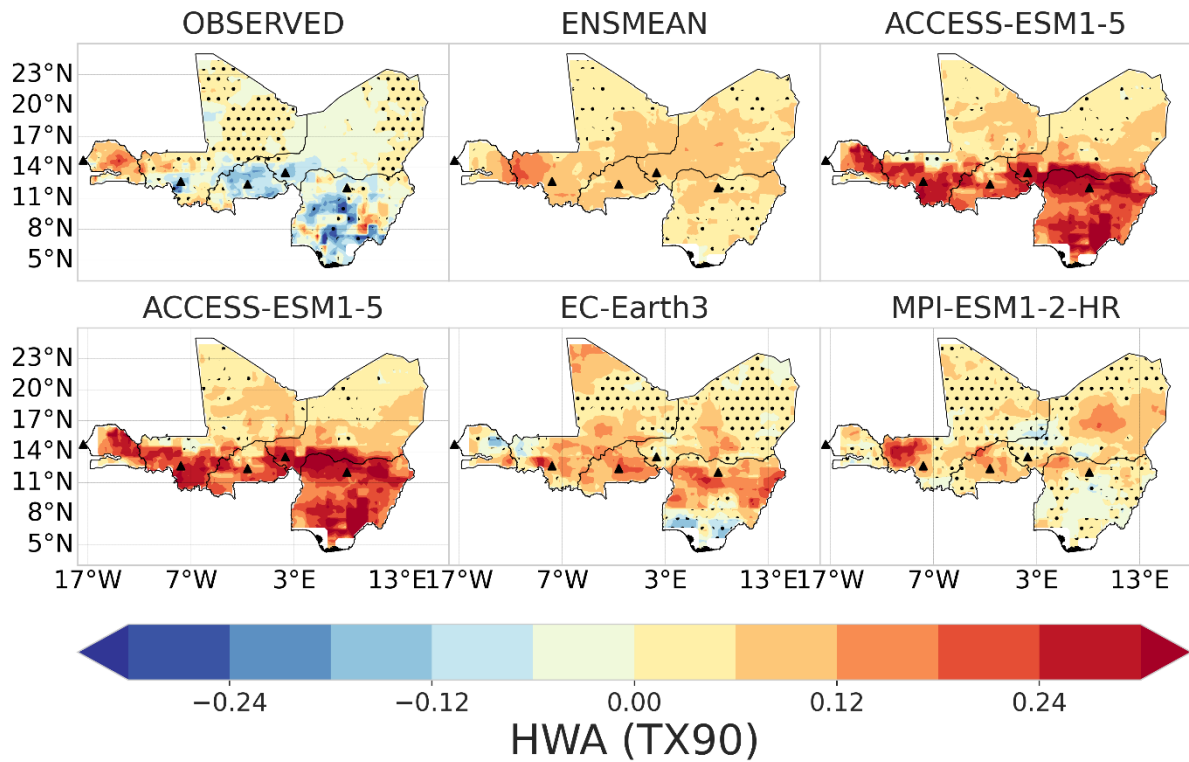 OBSERVED ENSMEAN ACCESS-ESM1-5
23°N
20°N
17°N
14°N
11°N
8°N
5°N
ACCESS-ESM1-5 EC-Earth3 MPI-ESM1-2-HR
23°N
20°N
17°N
14°N
11°N
8°N
5°N
17°W 7°W 3°E 13°E 17°W 7°W 3°E 13°E 17°W 7°W 3°E 13°E
−0.24 −0.12 0.00 0.12 0.24
HWA (TX90)